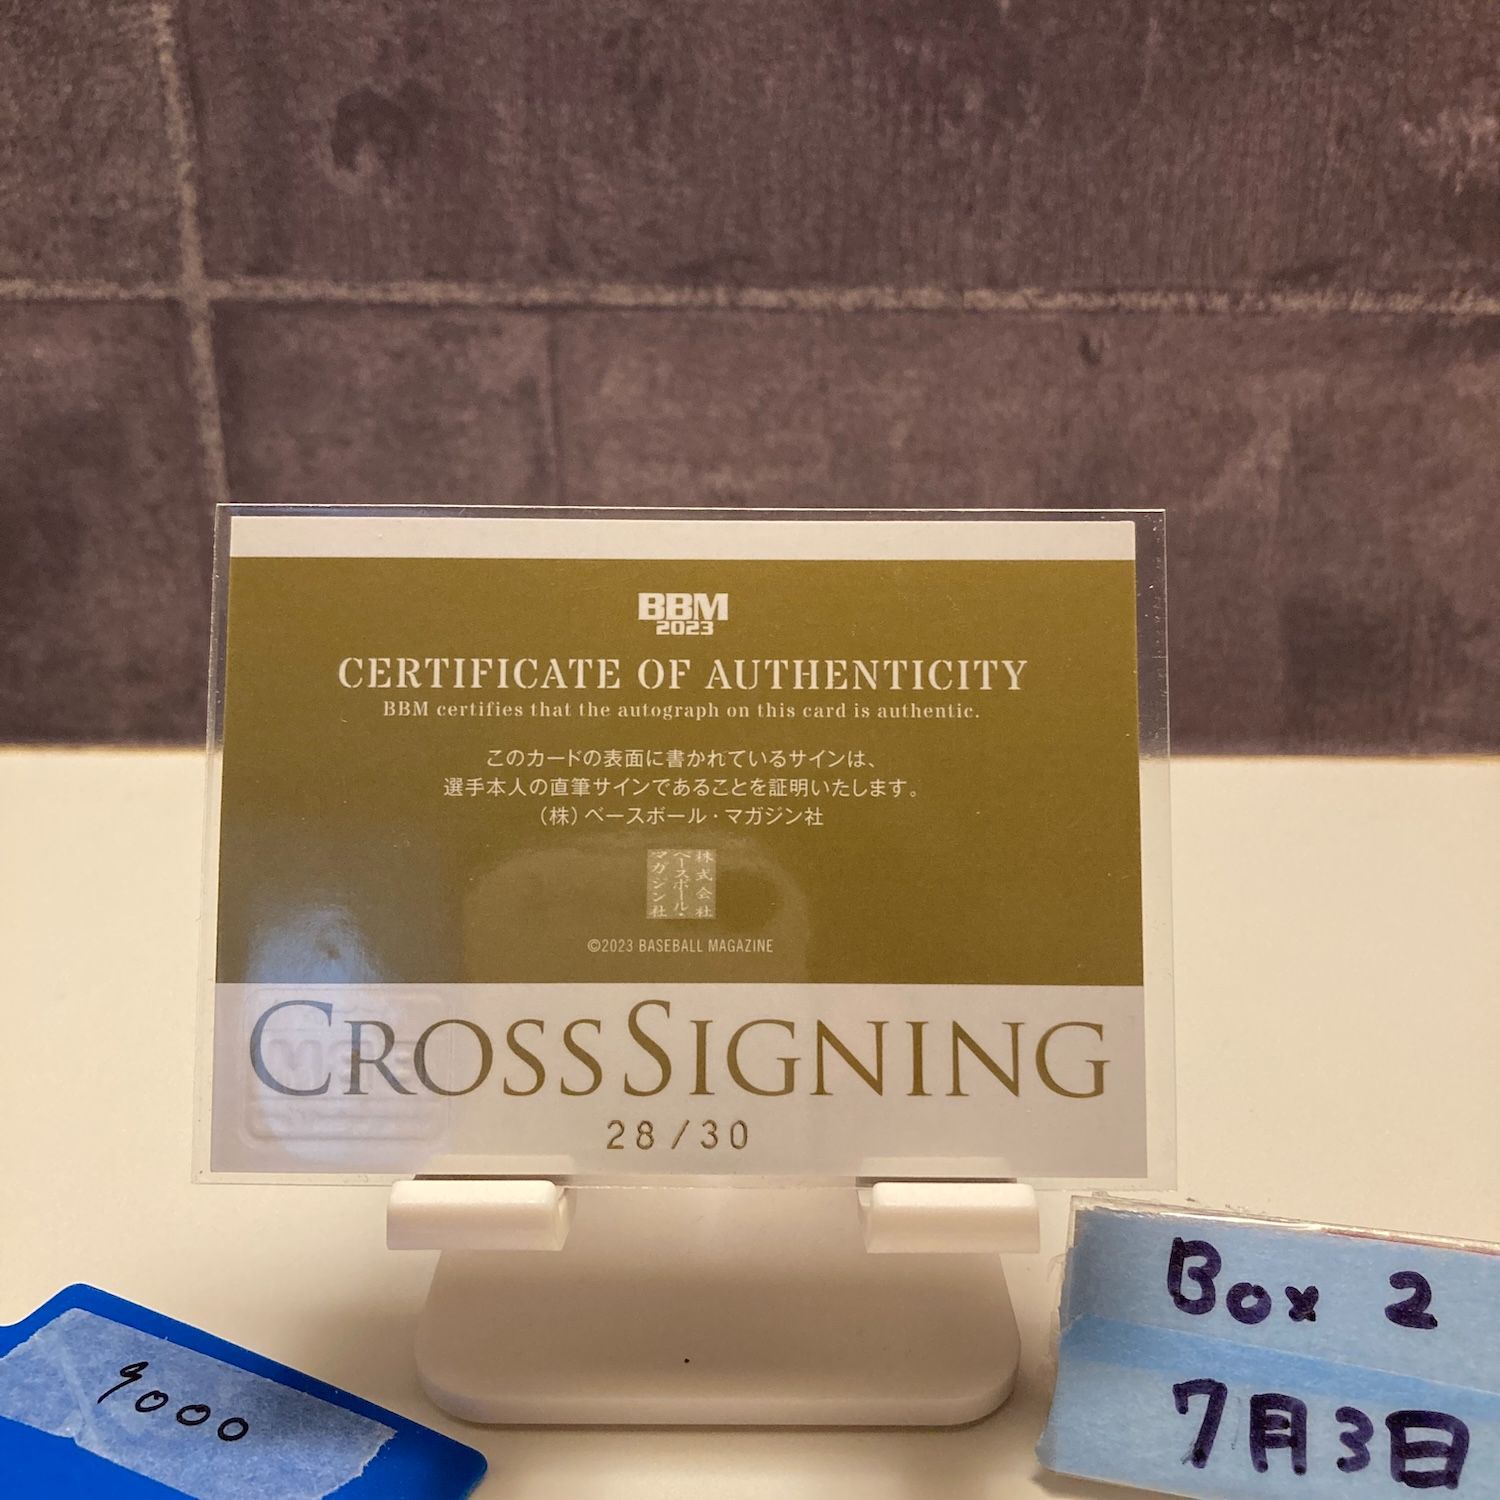 BBM
2023
CERTIFICATE OF AUTHENTICITY
BBM certifies that the autograph on this card is authentic.
このカードの表面に書かれているサインは、
選手本人の直筆サインであることを証明いたします。
(株)ベースボール・マガジン社
株式会社
ベースボール・
マガジン社
©2023 BASEBALL MAGAZINE
CROSSSIGNING
28/30
9000
Box 2
7月3日